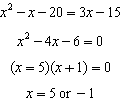 x² − x − 20 = 3x − 15
x² − 4x − 6 = 0
(x = 5)(x + 1) = 0
x = 5 or − 1